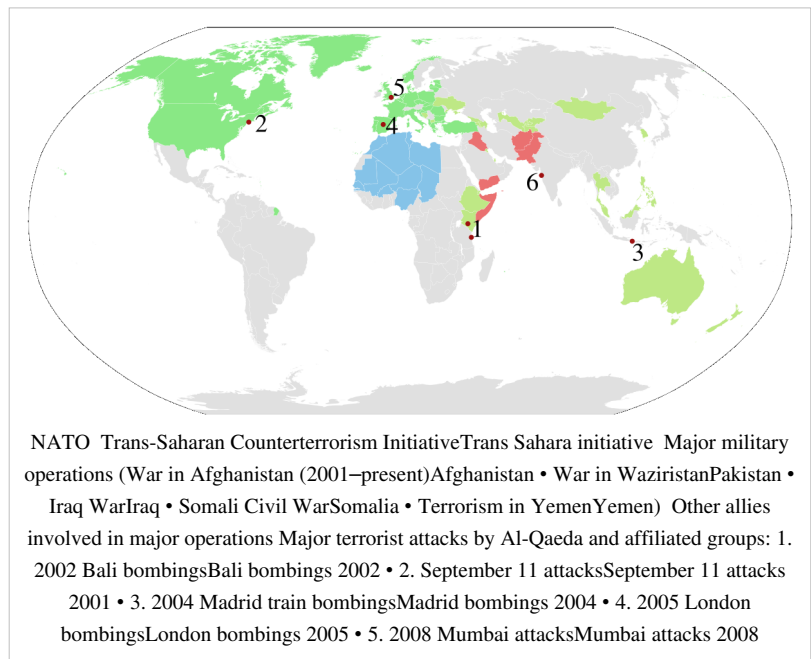 5
2
4
6
1
3
NATO Trans-Saharan Counterterrorism InitiativeTrans Sahara initiative Major military
operations (War in Afghanistan (2001–present)Afghanistan • War in WaziristanPakistan •
Iraq WarIraq • Somali Civil WarSomalia • Terrorism in YemenYemen) Other allies
involved in major operations Major terrorist attacks by Al-Qaeda and affiliated groups: 1.
2002 Bali bombingsBali bombings 2002 • 2. September 11 attacksSeptember 11 attacks
2001 • 3. 2004 Madrid train bombingsMadrid bombings 2004 • 4. 2005 London
bombingsLondon bombings 2005 • 5. 2008 Mumbai attacksMumbai attacks 2008